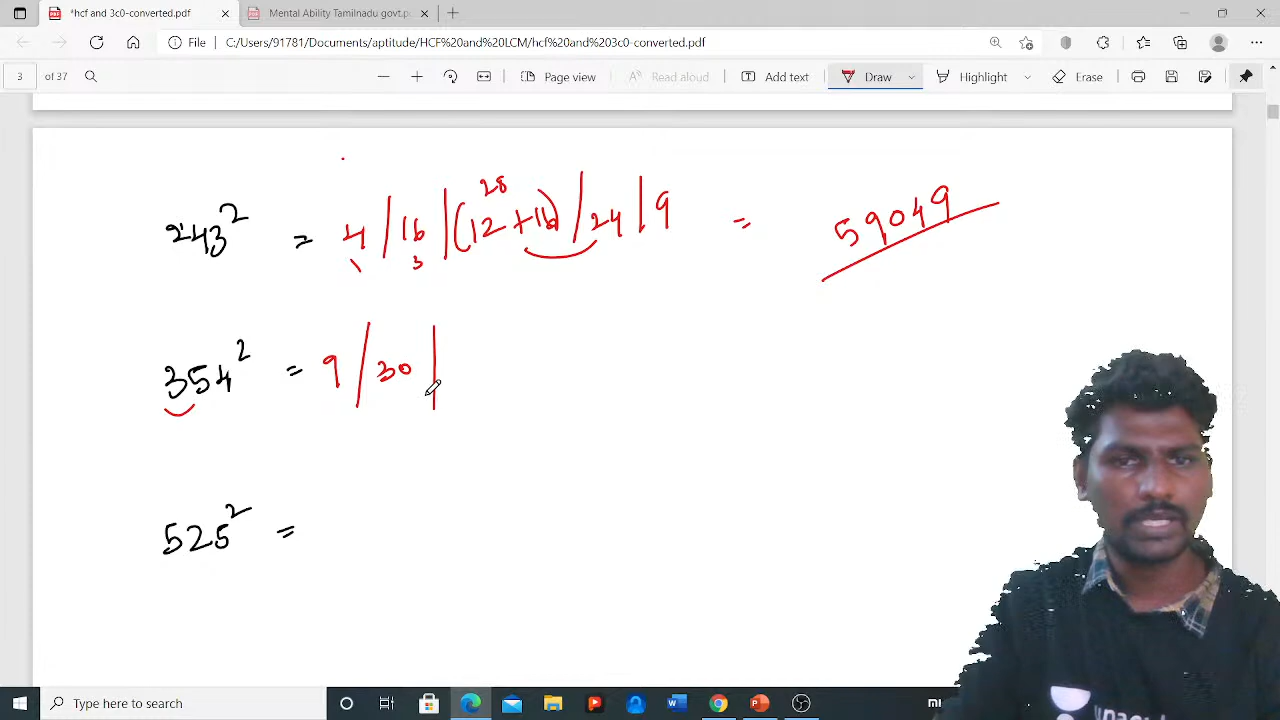 *hcf and 3c0-converted.pdf
Mental Ability Tamilnadu govt.p
File C:/Users/91781/Documents/aptitude/HCF%20and%20LCM/hcf%20and%203c0-converted.pdf
3 of 37 Page view Read aloud Add text Draw Highlight Erase
28
243² = 4 / 16 / (12 + 16) / 24 / 9 = 59049
3
354² = 9 / 30 |
525² =
Type here to search